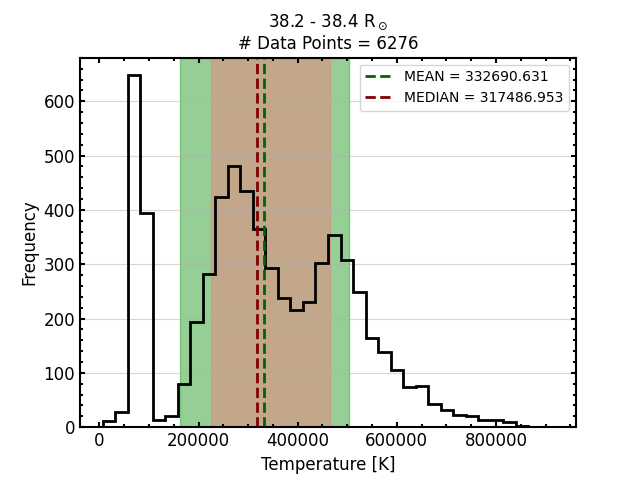 38.2 - 38.4 R⊙
# Data Points = 6276
MEAN = 332690.631
MEDIAN = 317486.953
600
500
400
300
200
100
0
Frequency
0 200000 400000 600000 800000
Temperature [K]